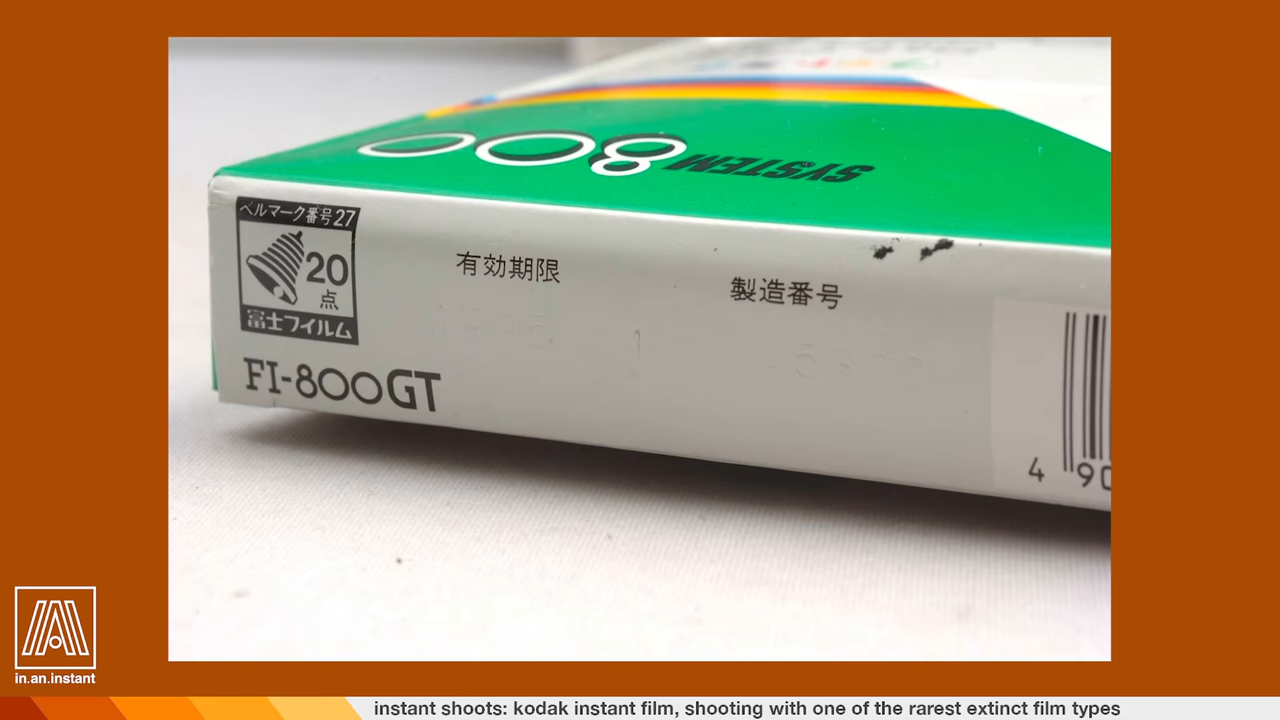 SYSTEM 800
ベルマーク番号27
20
点
富士フイルム
有効期限
製造番号
FI-800GT
4 90
in.an.instant
instant shoots: kodak instant film, shooting with one of the rarest extinct film types